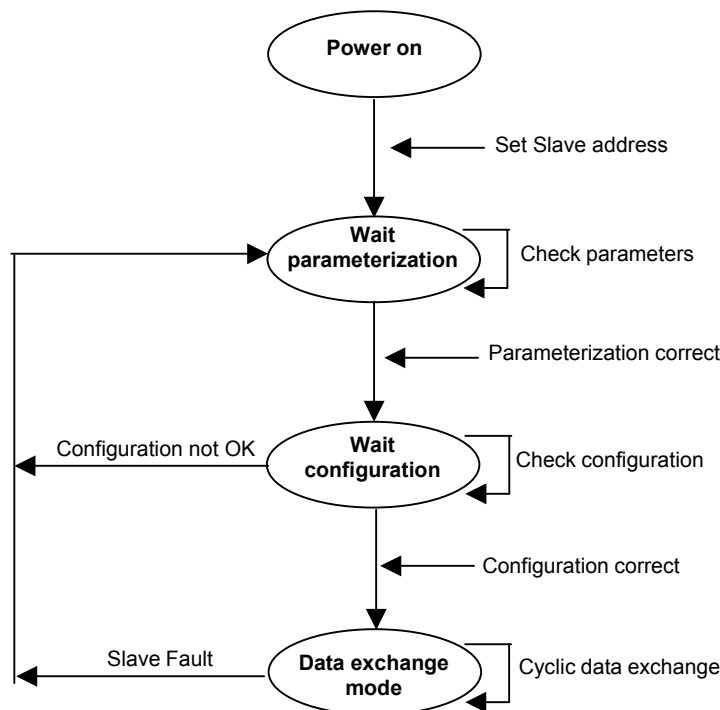 Power on
Set Slave address
Wait
parameterization
Check parameters
Parameterization correct
Configuration not OK
Wait
configuration
Check configuration
Configuration correct
Slave Fault
Data exchange
mode
Cyclic data exchange